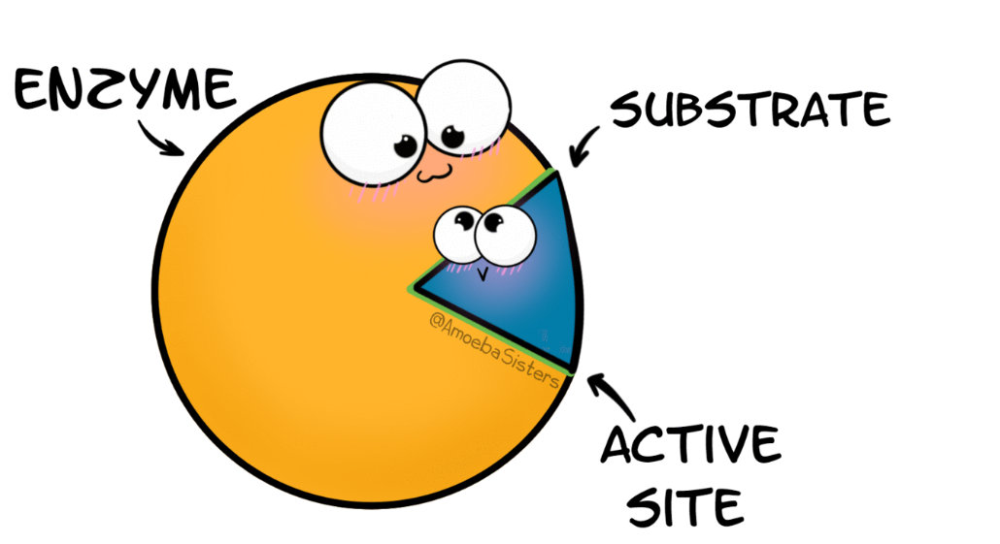 ENZYME
SUBSTRATE
@AmoebaSisters
ACTIVE
SITE